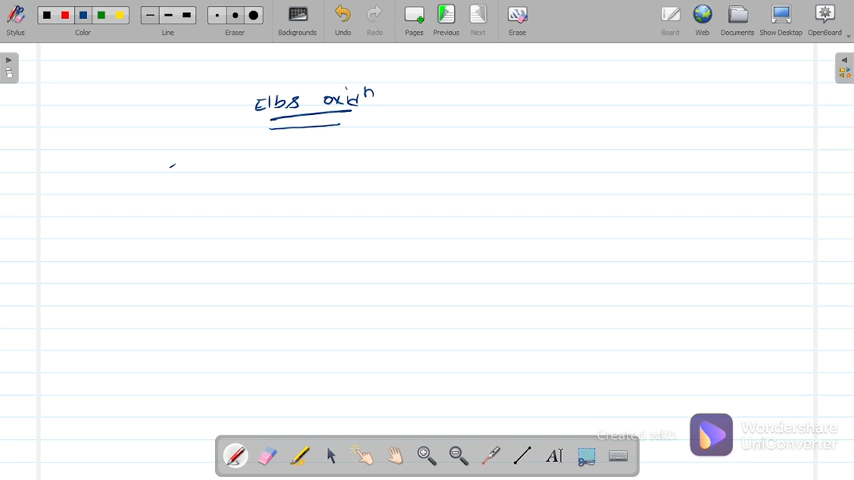 Stylus Color Line Eraser Backgrounds Undo Redo Pages Previous Next Erase Board Web Documents Show Desktop OpenBoard
Elbs oxidn
Created with Wondershare
UniConverter